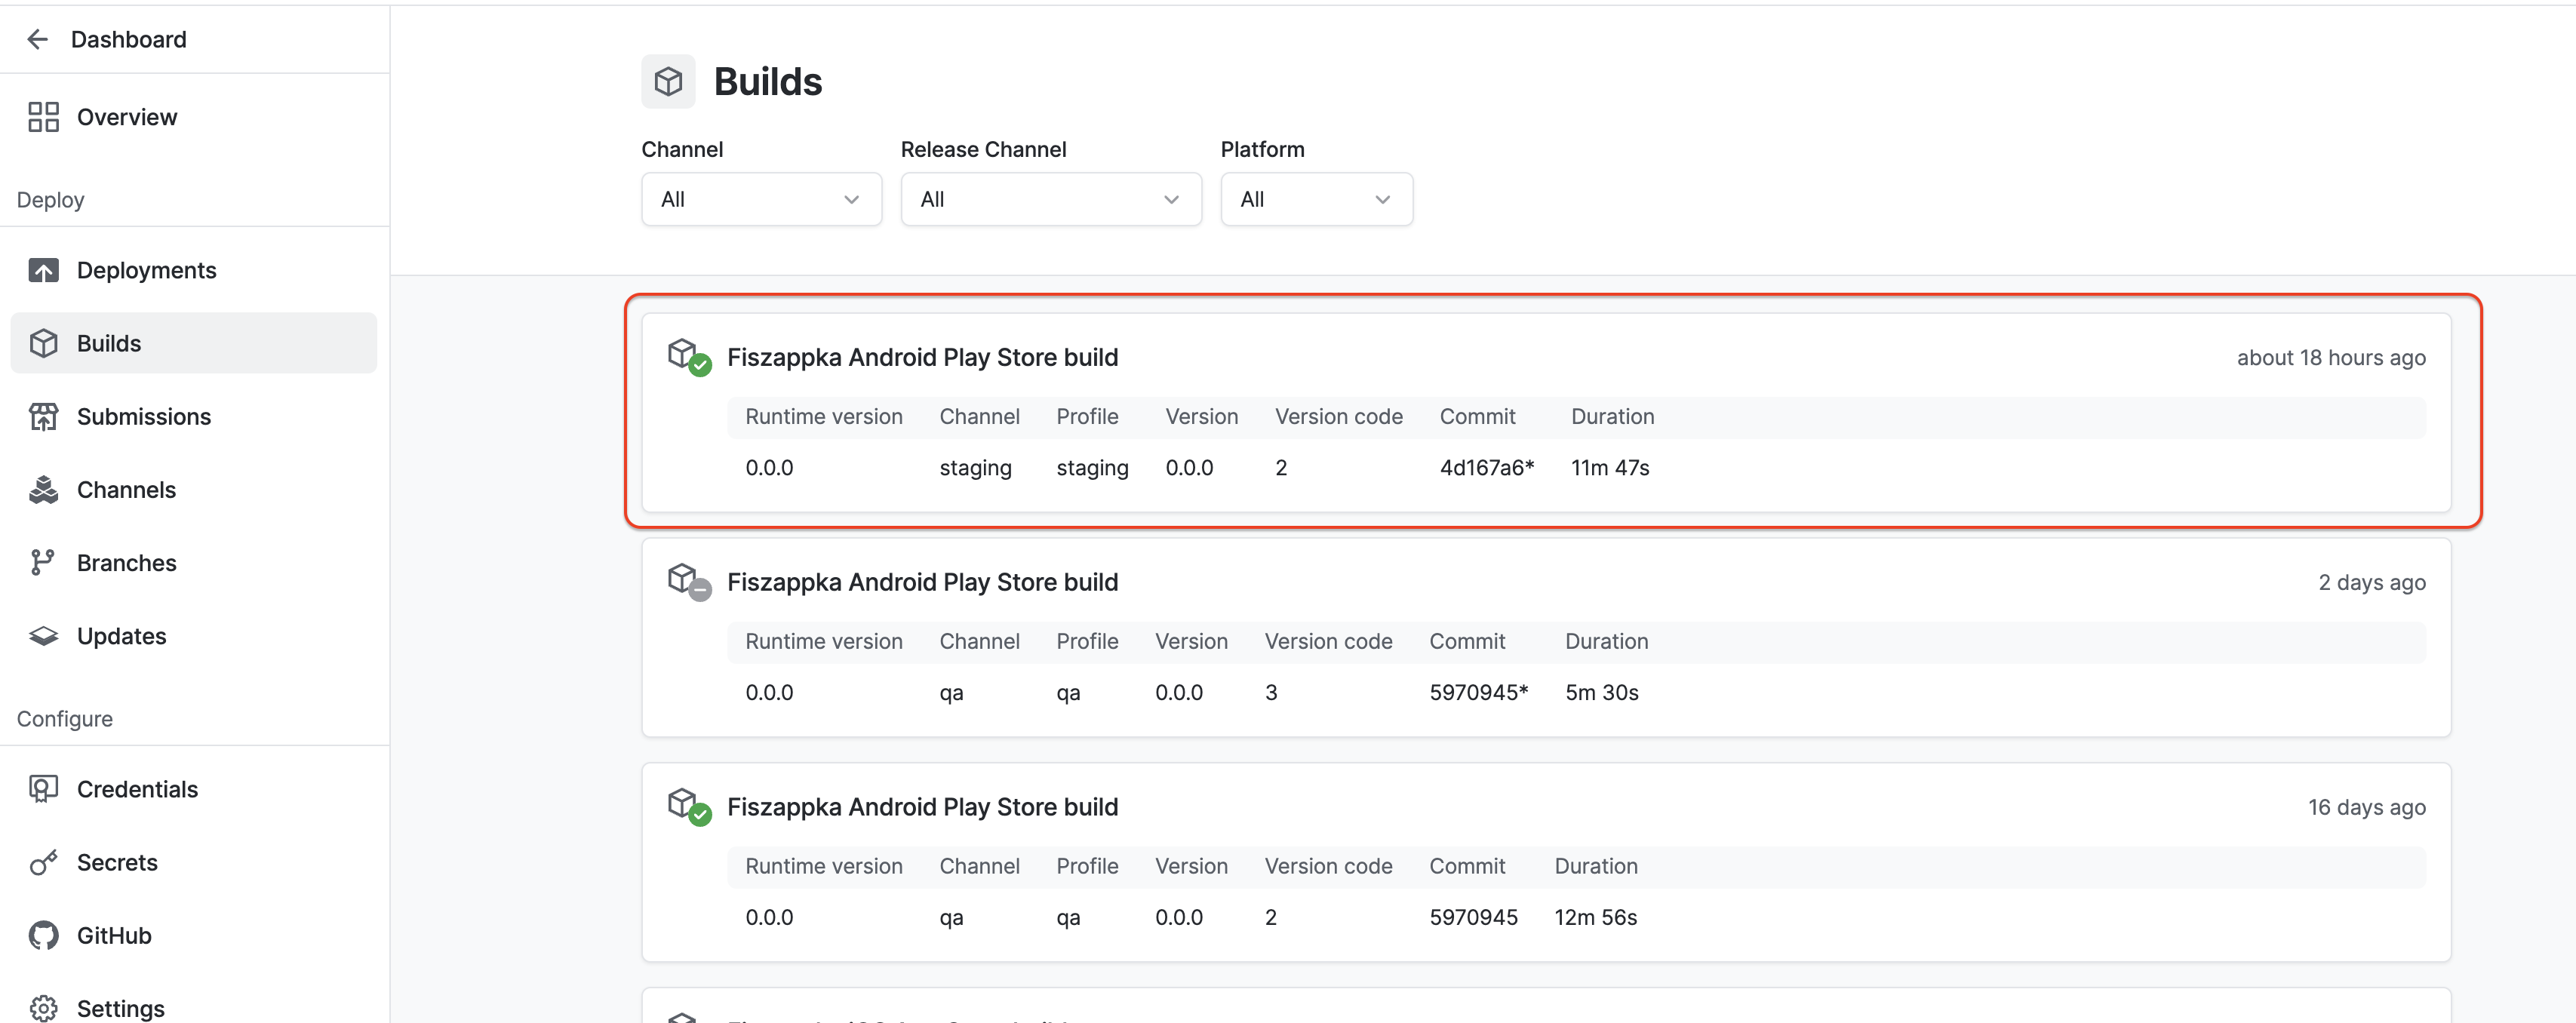 Dashboard
Overview
Deploy
Deployments
Builds
Submissions
Channels
Branches
Updates
Configure
Credentials
Secrets
GitHub
Settings
Builds
Channel Release Channel Platform
All All All
Fiszappka Android Play Store build about 18 hours ago
Runtime version Channel Profile Version Version code Commit Duration
0.0.0 staging staging 0.0.0 2 4d167a6* 11m 47s
Fiszappka Android Play Store build 2 days ago
Runtime version Channel Profile Version Version code Commit Duration
0.0.0 qa qa 0.0.0 3 5970945* 5m 30s
Fiszappka Android Play Store build 16 days ago
Runtime version Channel Profile Version Version code Commit Duration
0.0.0 qa qa 0.0.0 2 5970945 12m 56s